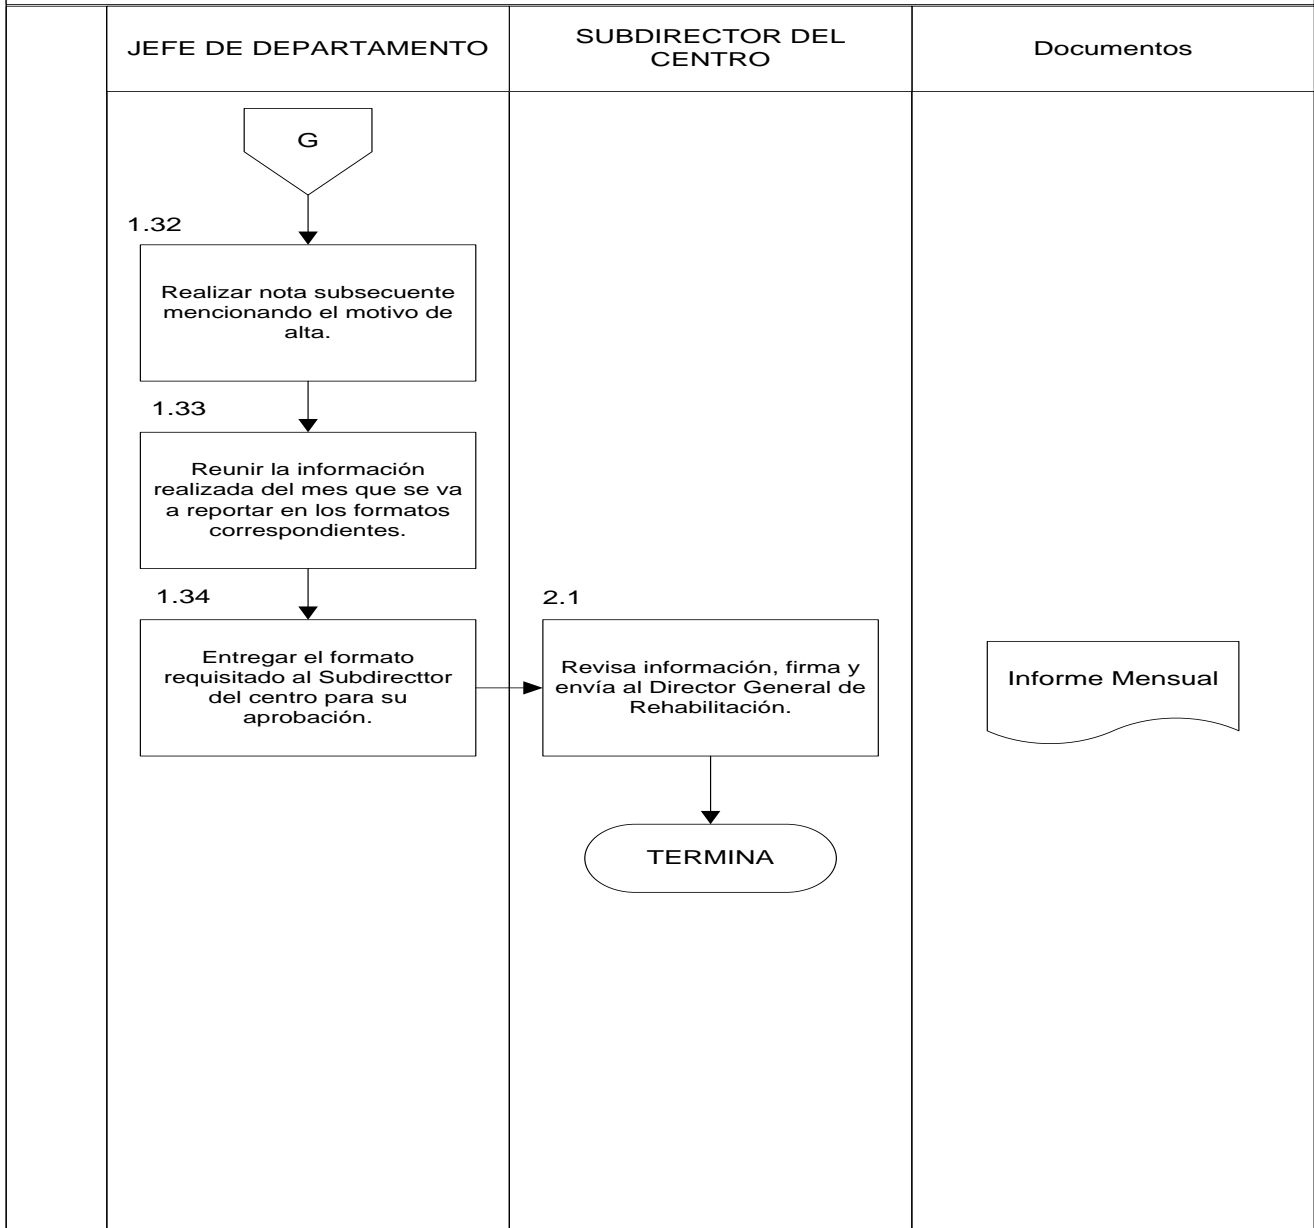 JEFE DE DEPARTAMENTO
SUBDIRECTOR DEL
CENTRO
Documentos
G
1.32
Realizar nota subsecuente
mencionando el motivo de
alta.
1.33
Reunir la información
realizada del mes que se va
a reportar en los formatos
correspondientes.
1.34
Entregar el formato
requisitado al Subdirecttor
del centro para su
aprobación.
2.1
Revisa información, firma y
envía al Director General de
Rehabilitación.
Informe Mensual
TERMINA